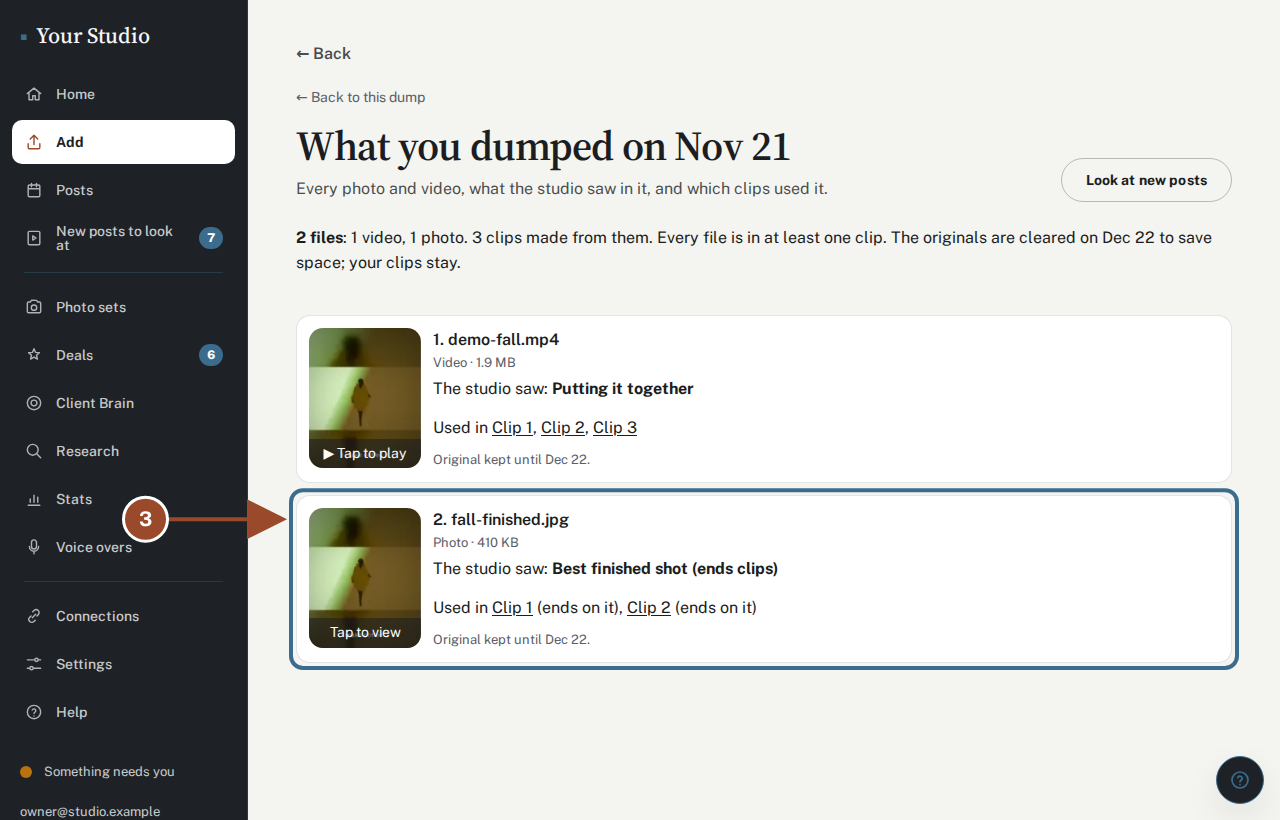 Your Studio
Home
Add
Posts
New posts to look
at
7
Photo sets
Deals
6
Client Brain
Research
Stats
3
Voice overs
Connections
Settings
Help
Something needs you
owner@studio.example
← Back
← Back to this dump
What you dumped on Nov 21
Every photo and video, what the studio saw in it, and which clips used it.
Look at new posts
2 files: 1 video, 1 photo. 3 clips made from them. Every file is in at least one clip. The originals are cleared on Dec 22 to save
space; your clips stay.
▶ Tap to play
1. demo-fall.mp4
Video · 1.9 MB
The studio saw: Putting it together
Used in Clip 1, Clip 2, Clip 3
Original kept until Dec 22.
Tap to view
2. fall-finished.jpg
Photo · 410 KB
The studio saw: Best finished shot (ends clips)
Used in Clip 1 (ends on it), Clip 2 (ends on it)
Original kept until Dec 22.